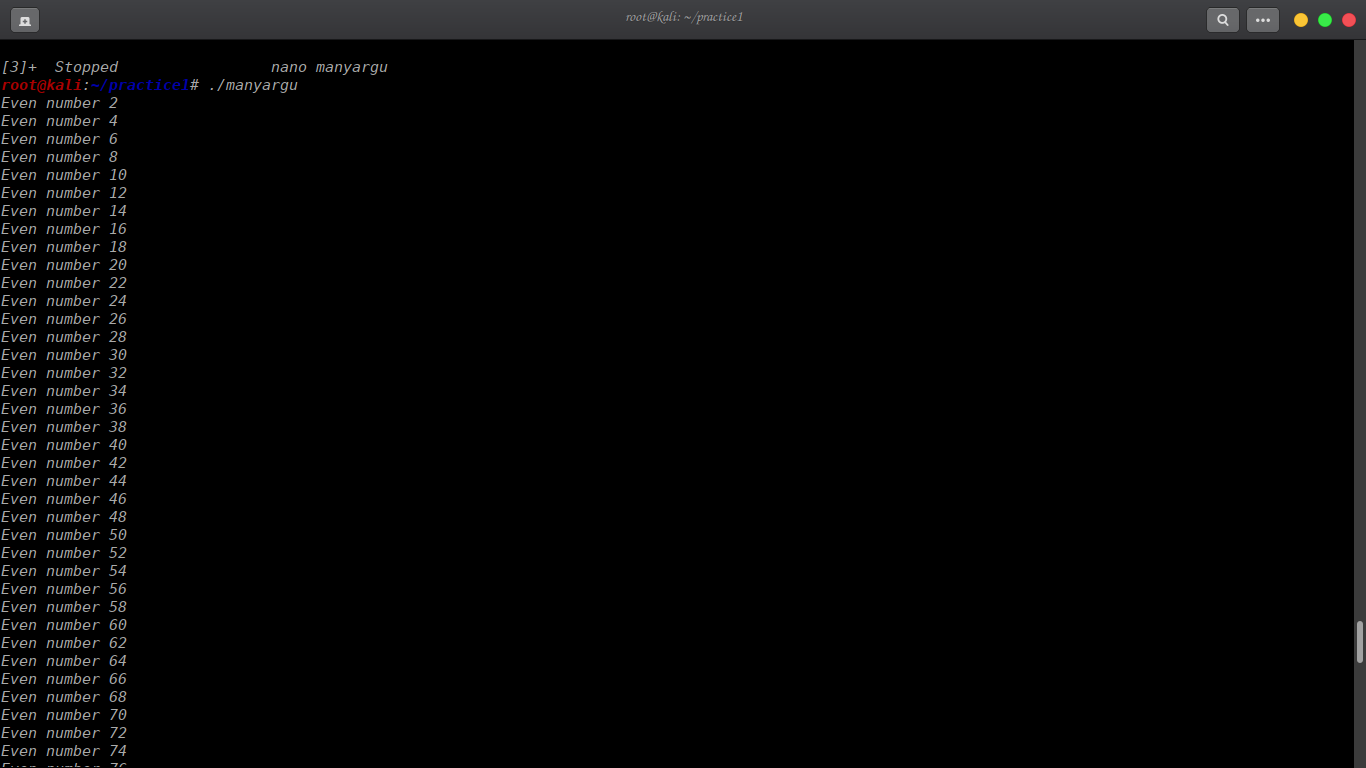 root@kali: ~/practice1
[3]+  Stopped                 nano manyargu
root@kali:~/practice1# ./manyargu
Even number 2
Even number 4
Even number 6
Even number 8
Even number 10
Even number 12
Even number 14
Even number 16
Even number 18
Even number 20
Even number 22
Even number 24
Even number 26
Even number 28
Even number 30
Even number 32
Even number 34
Even number 36
Even number 38
Even number 40
Even number 42
Even number 44
Even number 46
Even number 48
Even number 50
Even number 52
Even number 54
Even number 56
Even number 58
Even number 60
Even number 62
Even number 64
Even number 66
Even number 68
Even number 70
Even number 72
Even number 74
Even number 76